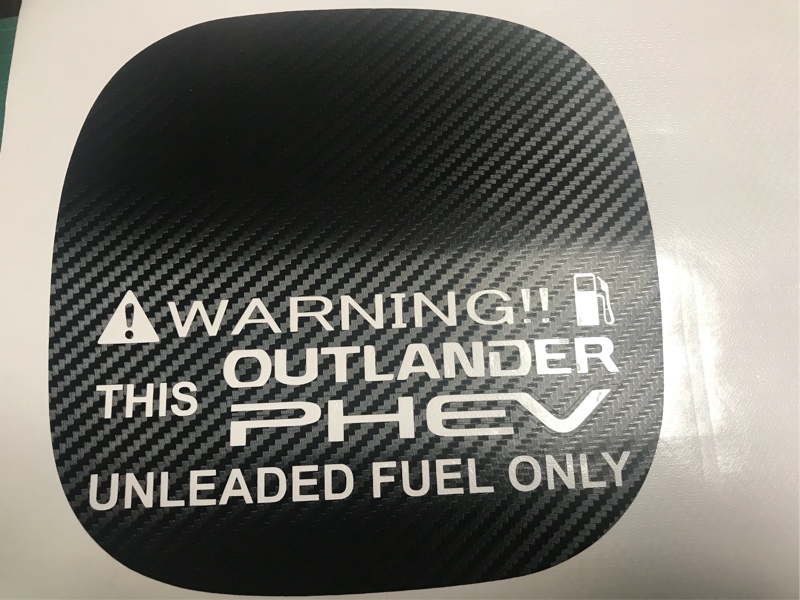 WARNING!!
THIS OUTLANDER
PHEV
UNLEADED FUEL ONLY